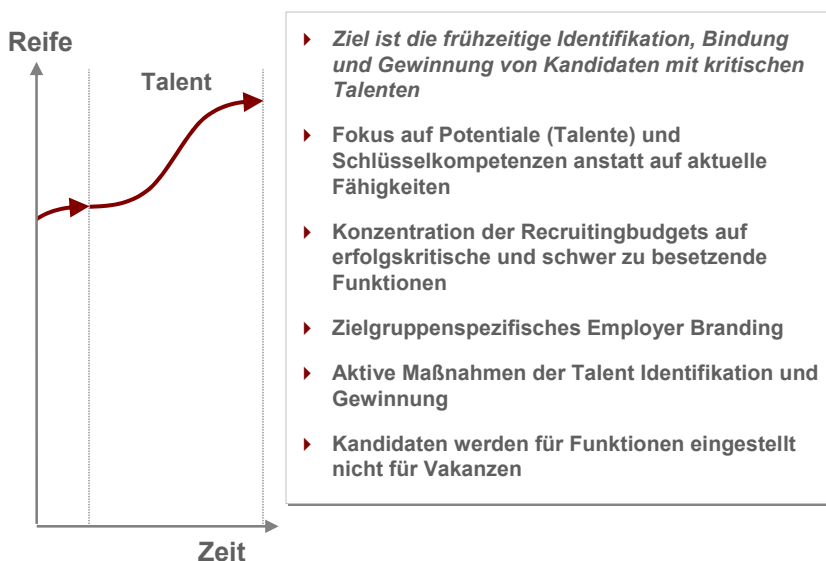 Reife
Talent
Zeit
Ziel ist die frühzeitige Identifikation, Bindung
und Gewinnung von Kandidaten mit kritischen
Talenten
Fokus auf Potentiale (Talente) und
Schlüsselkompetenzen anstatt auf aktuelle
Fähigkeiten
Konzentration der Recruitingbudgets auf
erfolgskritische und schwer zu besetzende
Funktionen
Zielgruppenspezifisches Employer Branding
Aktive Maßnahmen der Talent Identifikation und
Gewinnung
Kandidaten werden für Funktionen eingestellt
nicht für Vakanzen